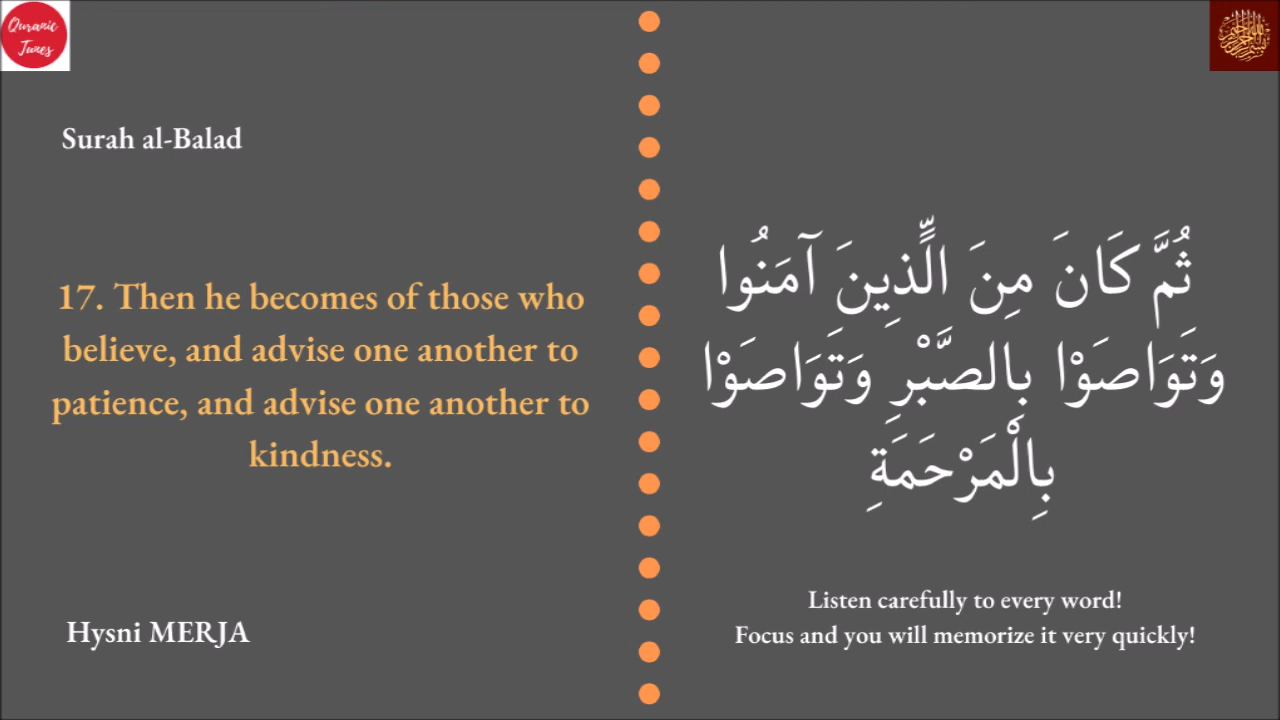 Quranic
Tunes
Surah al-Balad
17. Then he becomes of those who
believe, and advise one another to
patience, and advise one another to
kindness.
Hysni MERJA
ثُمَّ كَانَ مِنَ الَّذِينَ آمَنُوا
وَتَوَاصَوْا بِالصَّبْرِ وَتَوَاصَوْا
بِالْمَرْحَمَةِ
Listen carefully to every word!
Focus and you will memorize it very quickly!